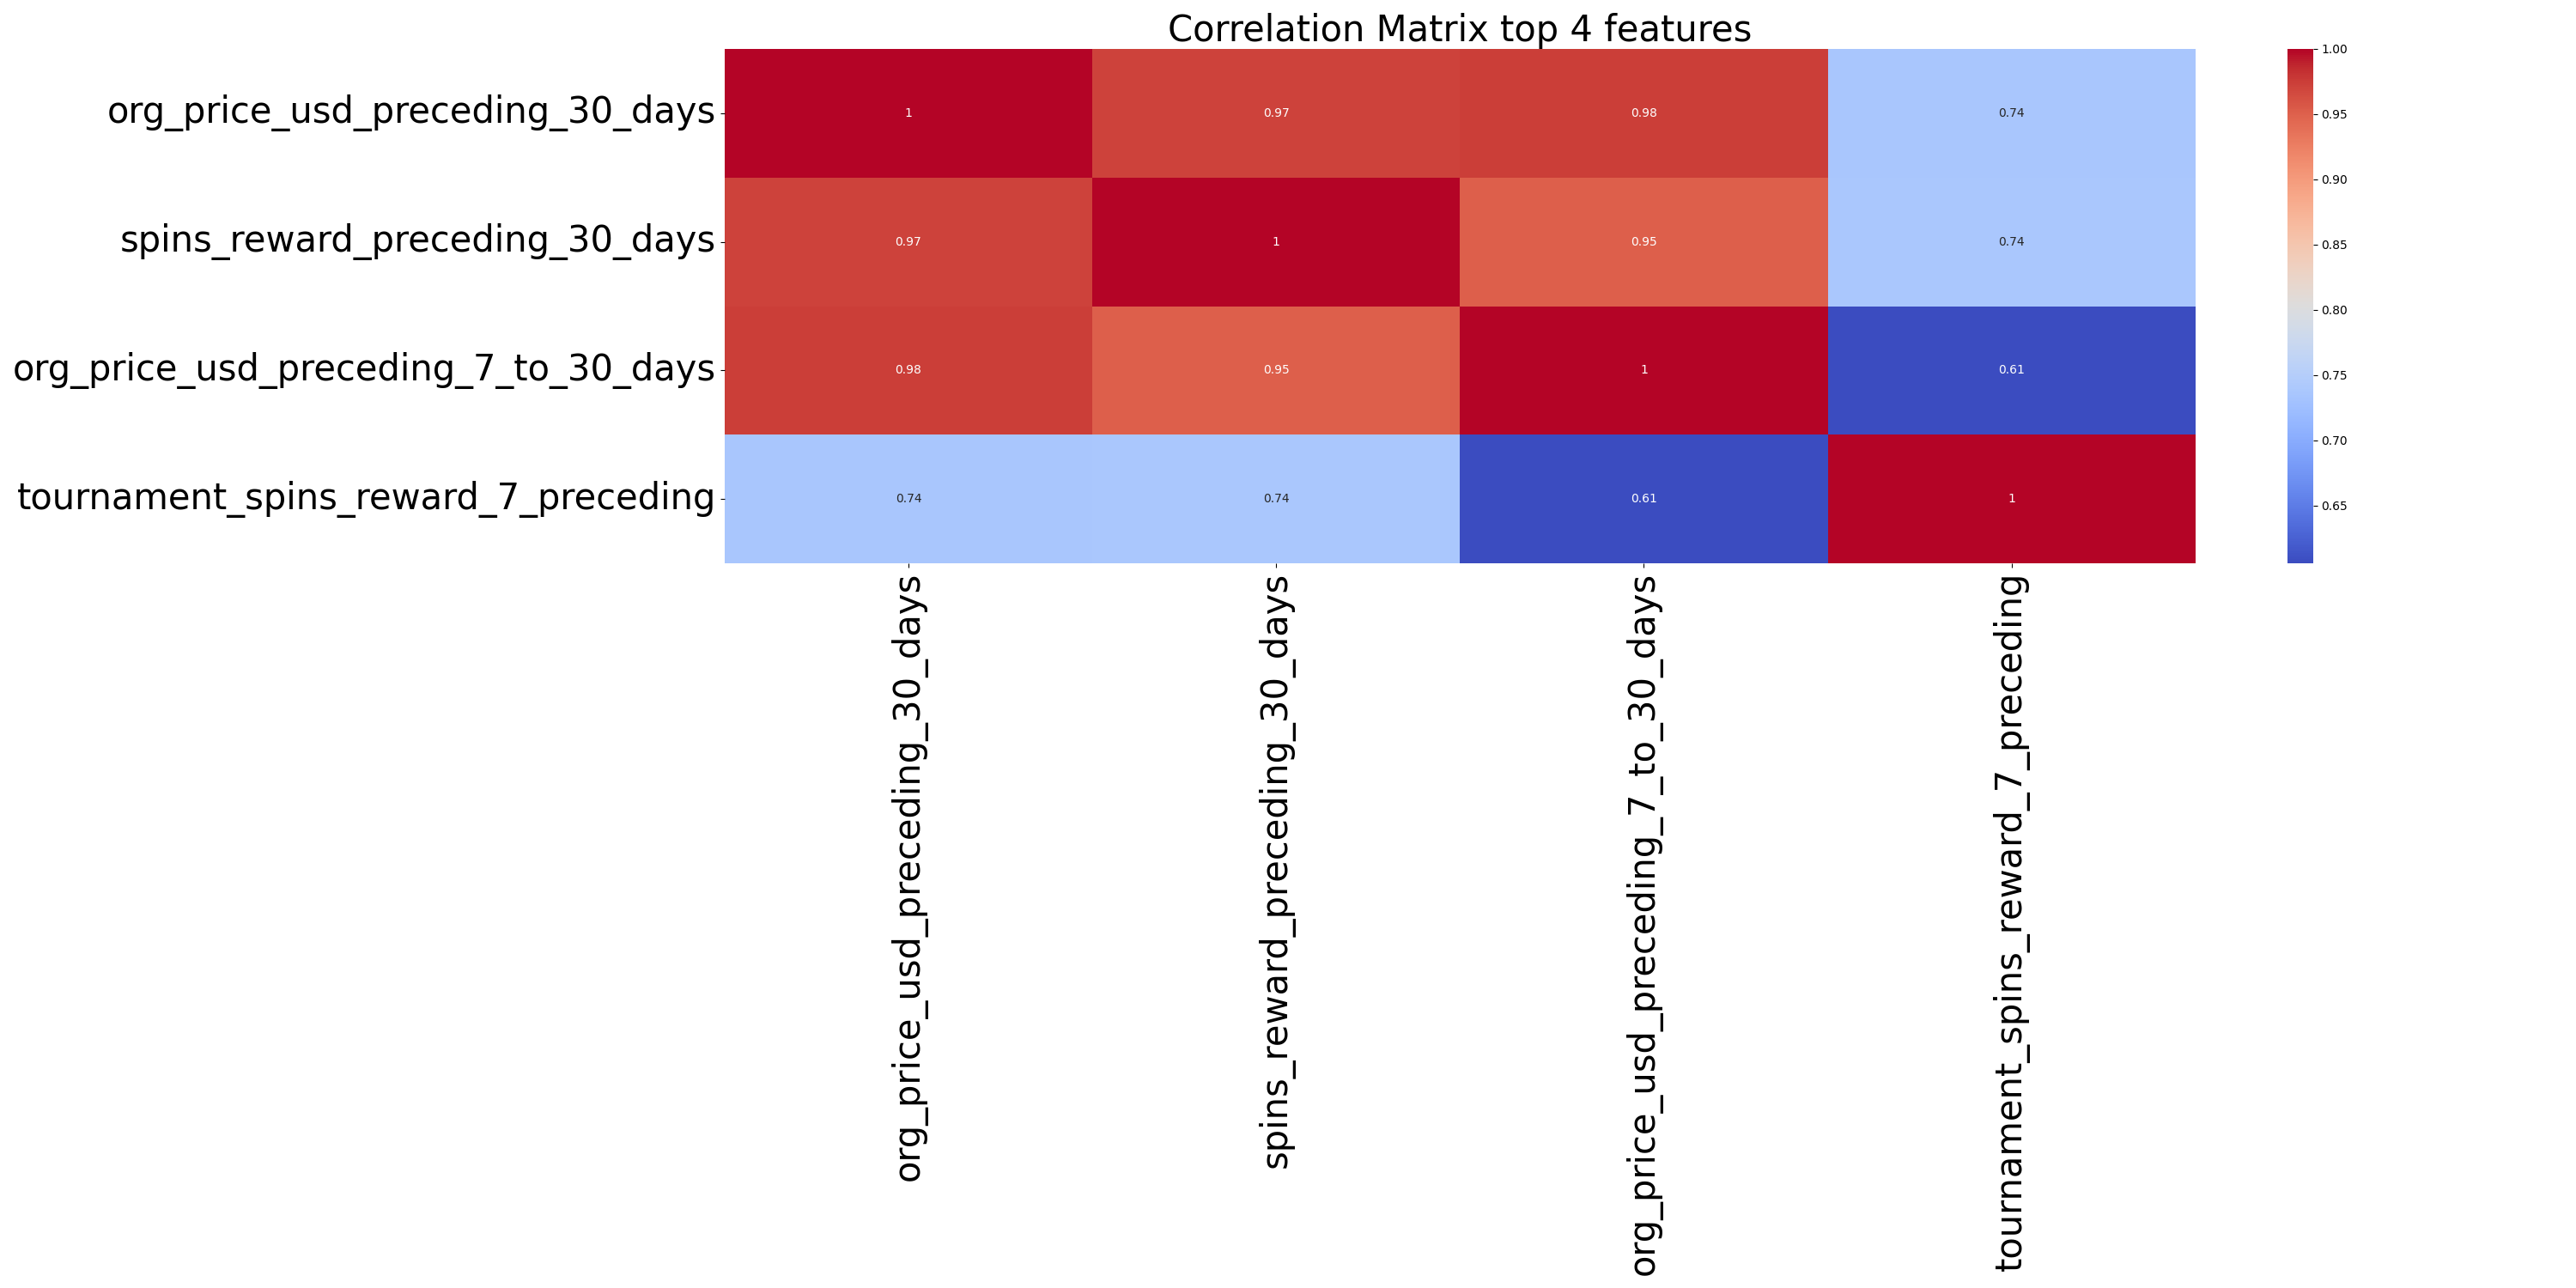 Correlation Matrix top 4 features
org_price_usd_preceding_30_days
1
0.97
0.98
0.74
spins_reward_preceding_30_days
0.97
1
0.95
0.74
org_price_usd_preceding_7_to_30_days
0.98
0.95
1
0.61
tournament_spins_reward_7_preceding
0.74
0.74
0.61
1
org_price_usd_preceding_30_days
spins_reward_preceding_30_days
org_price_usd_preceding_7_to_30_days
tournament_spins_reward_7_preceding
1.00
0.95
0.90
0.85
0.80
0.75
0.70
0.65